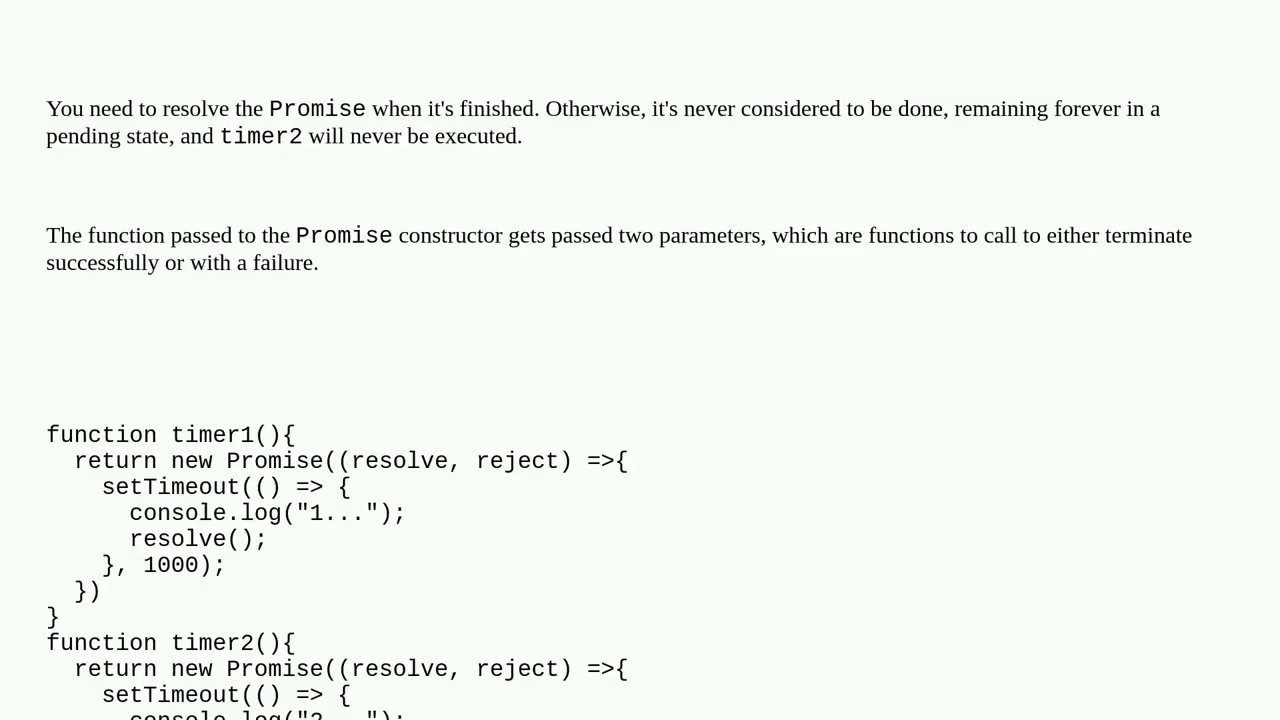 You need to resolve the Promise when it's finished. Otherwise, it's never considered to be done, remaining forever in a
pending state, and timer2 will never be executed.
The function passed to the Promise constructor gets passed two parameters, which are functions to call to either terminate
successfully or with a failure.
function timer1(){
  return new Promise((resolve, reject) =>{
    setTimeout(() => {
      console.log("1...");
      resolve();
    }, 1000);
  })
}
function timer2(){
  return new Promise((resolve, reject) =>{
    setTimeout(() => {
      console.log("2...");